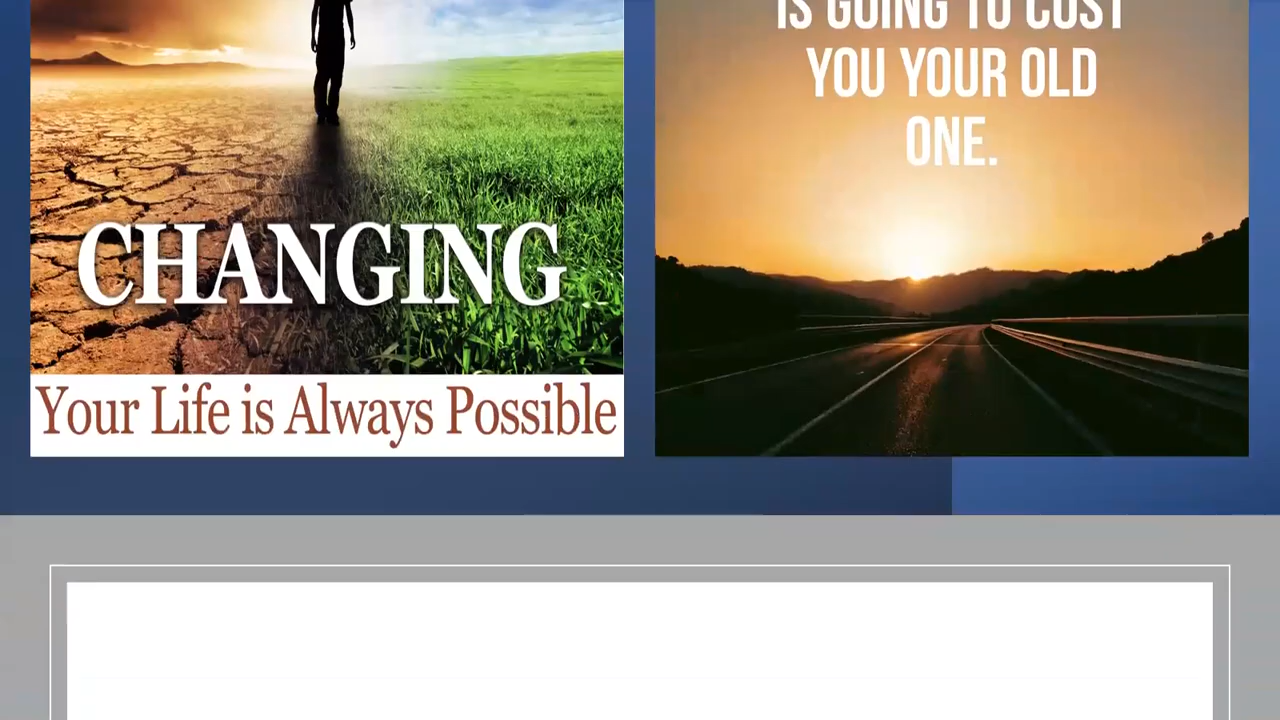 CHANGING
Your Life is Always Possible
IS GOING TO COST
YOU YOUR OLD
ONE.